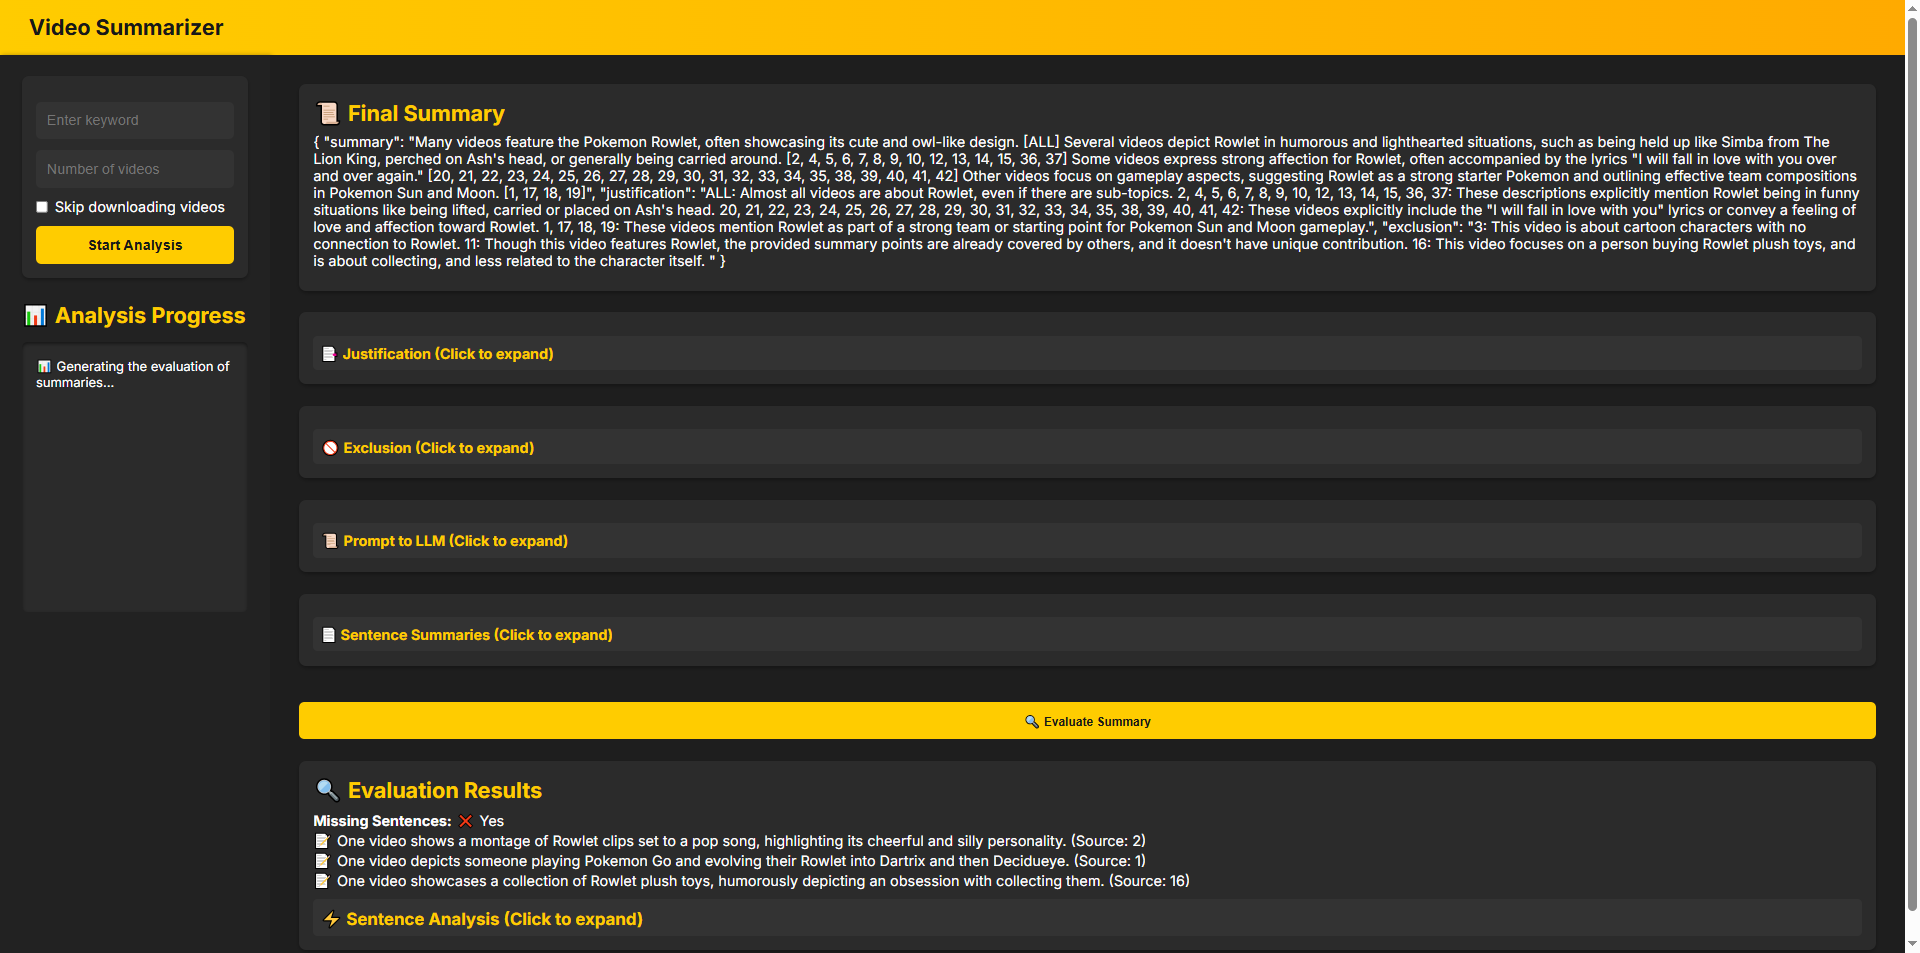 Video Summarizer
Enter keyword
Number of videos
Skip downloading videos
Start Analysis
Analysis Progress
Generating the evaluation of
summaries...
Final Summary
{ "summary": "Many videos feature the Pokemon Rowlet, often showcasing its cute and owl-like design. [ALL] Several videos depict Rowlet in humorous and lighthearted situations, such as being held up like Simba from The
Lion King, perched on Ash's head, or generally being carried around. [2, 4, 5, 6, 7, 8, 9, 10, 12, 13, 14, 15, 36, 37] Some videos express strong affection for Rowlet, often accompanied by the lyrics "I will fall in love with you over
and over again." [20, 21, 22, 23, 24, 25, 26, 27, 28, 29, 30, 31, 32, 33, 34, 35, 38, 39, 40, 41, 42] Other videos focus on gameplay aspects, suggesting Rowlet as a strong starter Pokemon and outlining effective team compositions
in Pokemon Sun and Moon. [1, 17, 18, 19]", "justification": "ALL: Almost all videos are about Rowlet, even if there are sub-topics. 2, 4, 5, 6, 7, 8, 9, 10, 12, 13, 14, 15, 36, 37: These descriptions explicitly mention Rowlet being in funny
situations like being lifted, carried or placed on Ash's head. 20, 21, 22, 23, 24, 25, 26, 27, 28, 29, 30, 31, 32, 33, 34, 35, 38, 39, 40, 41, 42: These videos explicitly include the "I will fall in love with you" lyrics or convey a feeling of
love and affection toward Rowlet. 1, 17, 18, 19: These videos mention Rowlet as part of a strong team or starting point for Pokemon Sun and Moon gameplay.", "exclusion": "3: This video is about cartoon characters with no
connection to Rowlet. 11: Though this video features Rowlet, the provided summary points are already covered by others, and it doesn't have unique contribution. 16: This video focuses on a person buying Rowlet plush toys, and
is about collecting, and less related to the character itself. " }
Justification (Click to expand)
Exclusion (Click to expand)
Prompt to LLM (Click to expand)
Sentence Summaries (Click to expand)
Evaluate Summary
Evaluation Results
Missing Sentences: ❌ Yes
One video shows a montage of Rowlet clips set to a pop song, highlighting its cheerful and silly personality. (Source: 2)
One video depicts someone playing Pokemon Go and evolving their Rowlet into Dartrix and then Decidueye. (Source: 1)
One video showcases a collection of Rowlet plush toys, humorously depicting an obsession with collecting them. (Source: 16)
Sentence Analysis (Click to expand)